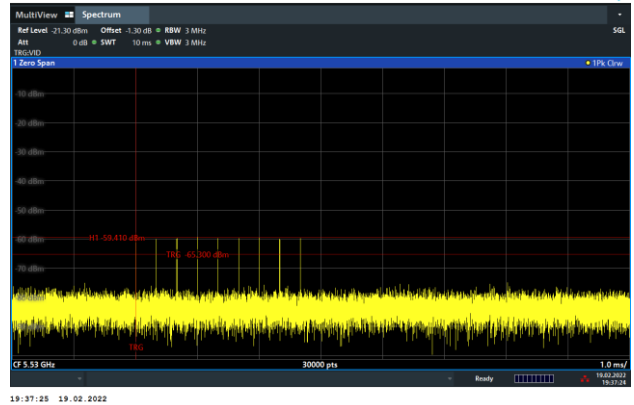 MultiView Spectrum
Ref Level -21.30 dBm Offset -1.30 dB RBW 3 MHz SGL
Att 0 dB SWT 10 ms VBW 3 MHz
TRG:VID
1 Zero Span 1Pk Clrw
-10 dBm
-20 dBm
-30 dBm
-40 dBm
-50 dBm
H1 -59.410 dBm
-60 dBm
TRG -65.300 dBm
-70 dBm
TRG
CF 5.53 GHz 30000 pts 1.0 ms/
Ready 19.02.2022
19:37:24
19:37:25 19.02.2022